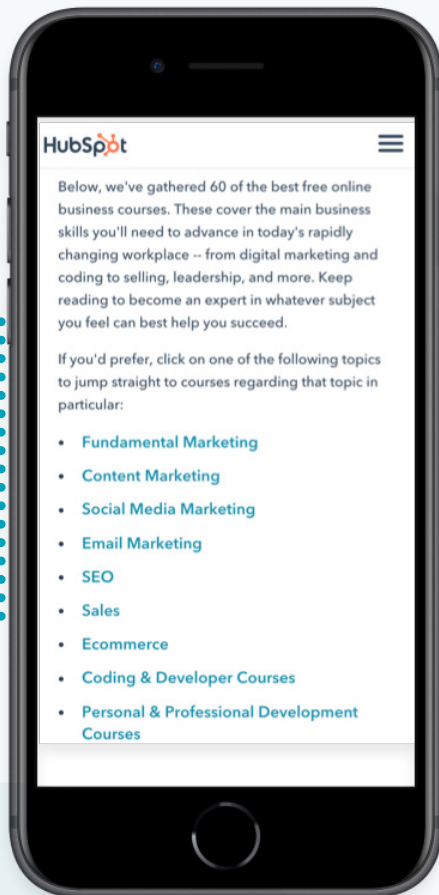 HubSpot
Below, we've gathered 60 of the best free online
business courses. These cover the main business
skills you'll need to advance in today's rapidly
changing workplace -- from digital marketing and
coding to selling, leadership, and more. Keep
reading to become an expert in whatever subject
you feel can best help you succeed.
If you'd prefer, click on one of the following topics
to jump straight to courses regarding that topic in
particular:
• Fundamental Marketing
• Content Marketing
• Social Media Marketing
• Email Marketing
• SEO
• Sales
• Ecommerce
• Coding & Developer Courses
• Personal & Professional Development
Courses